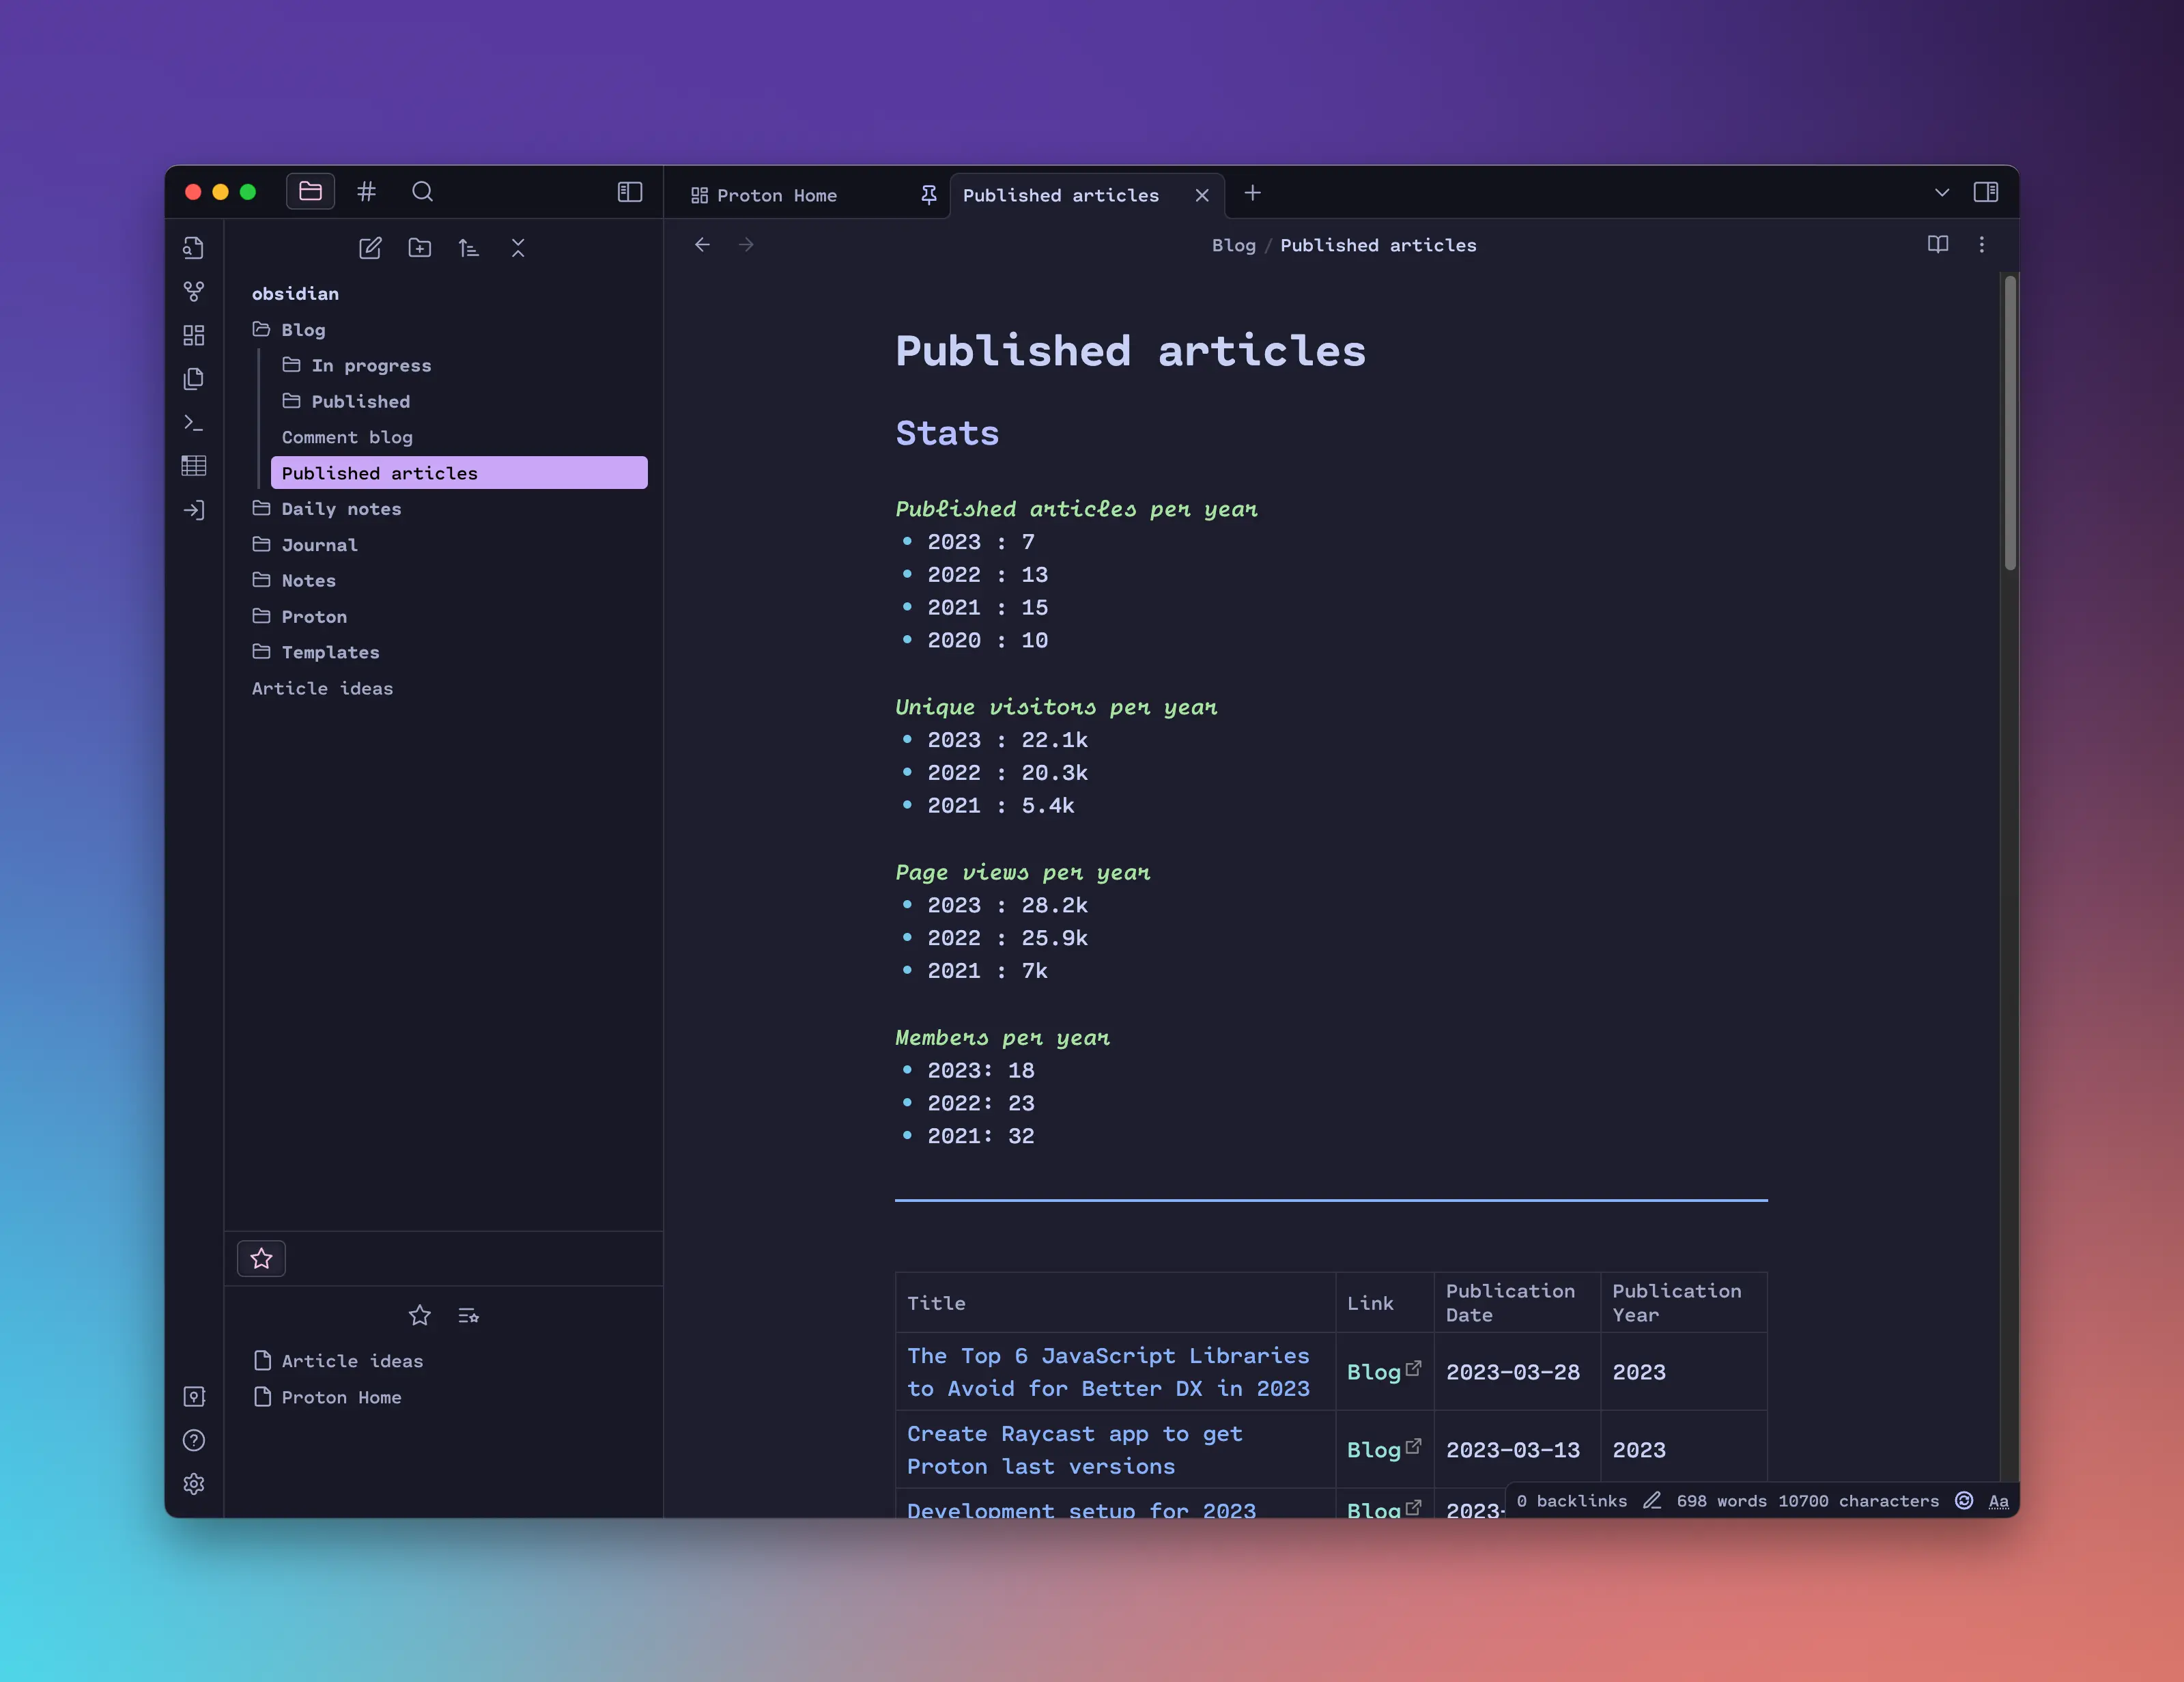 Proton Home
Published articles
Blog / Published articles
obsidian
Blog
In progress
Published
Comment blog
Published articles
Daily notes
Journal
Notes
Proton
Templates
Article ideas
Article ideas
Proton Home
Published articles
Stats
Published articles per year
2023 : 7
2022 : 13
2021 : 15
2020 : 10
Unique visitors per year
2023 : 22.1k
2022 : 20.3k
2021 : 5.4k
Page views per year
2023 : 28.2k
2022 : 25.9k
2021 : 7k
Members per year
2023: 18
2022: 23
2021: 32
Title
Link
Publication
Date
Publication
Year
The Top 6 JavaScript Libraries
to Avoid for Better DX in 2023
Blog
2023-03-28
2023
Create Raycast app to get
Proton last versions
Blog
2023-03-13
2023
Development setup for 2023
Blog
2023-
0 backlinks 698 words 10700 characters Aa